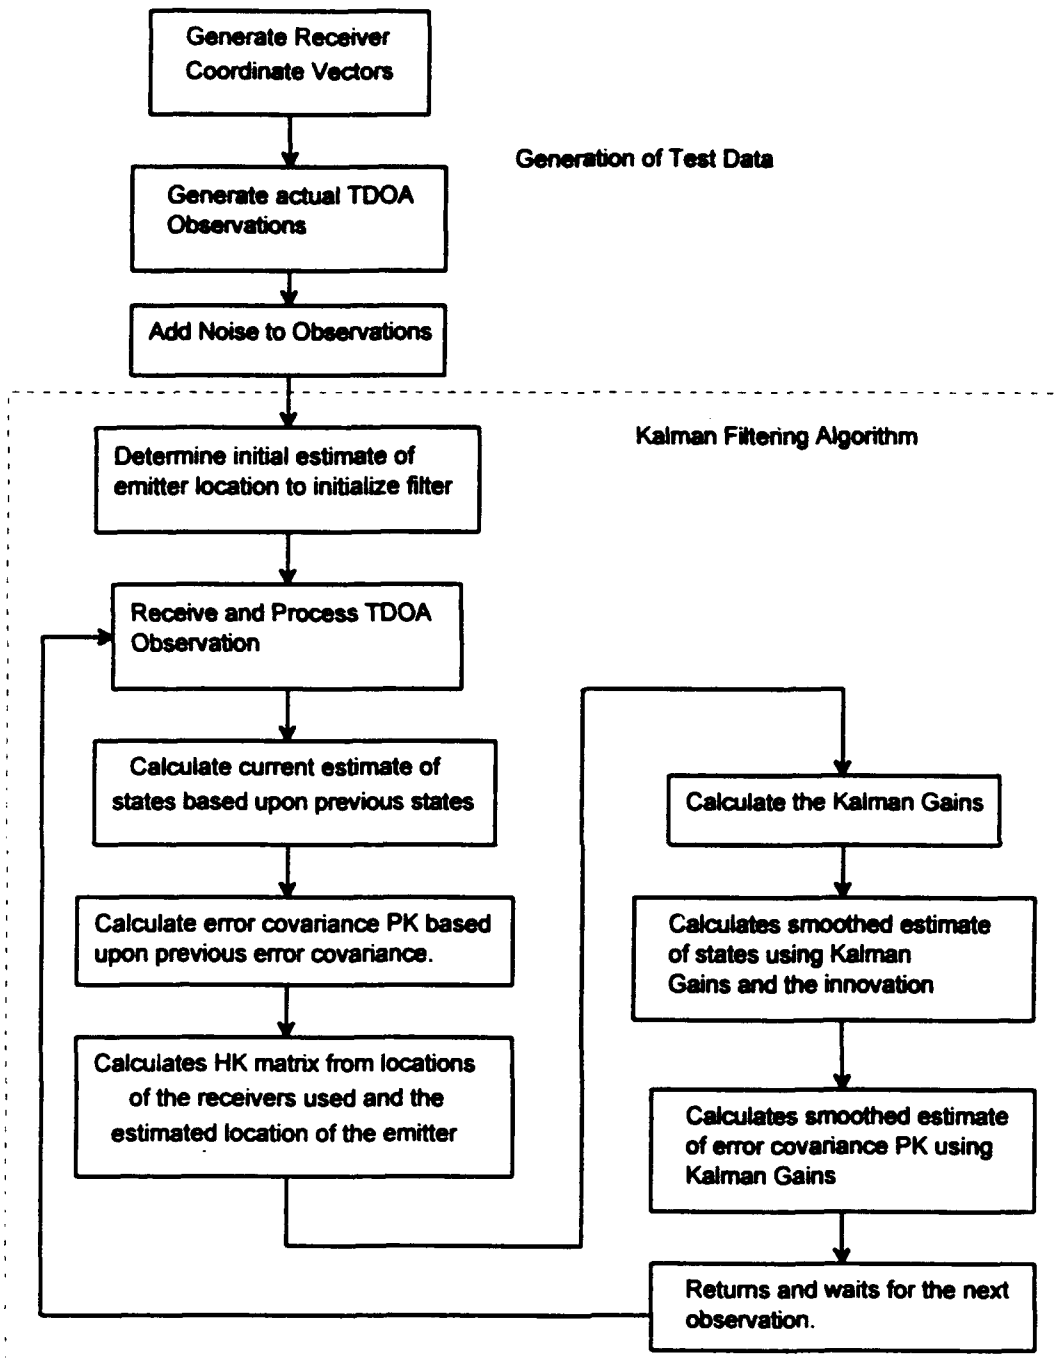 Generate Receiver
Coordinate Vectors
Generation of Test Data
Generate actual TDOA
Observations
Add Noise to Observations
Kalman Filtering Algorithm
Determine initial estimate of
emitter location to initialize filter
Receive and Process TDOA
Observation
Calculate current estimate of
states based upon previous states
Calculate error covariance PK based
upon previous error covariance.
Calculates HK matrix from locations
of the receivers used and the
estimated location of the emitter
Calculate the Kalman Gains
Calculates smoothed estimate
of states using Kalman
Gains and the innovation
Calculates smoothed estimate
of error covariance PK using
Kalman Gains
Returns and waits for the next
observation.